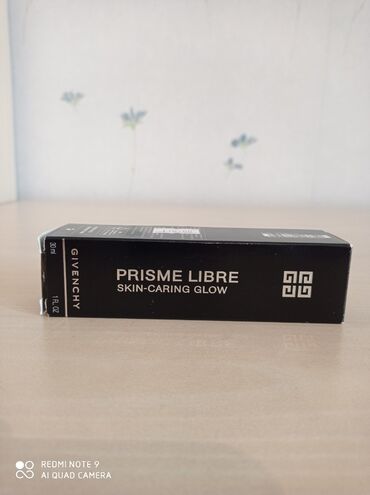 GIVENCHY
30 ml
1 FL.OZ
PRISME LIBRE
SKIN-CARING GLOW
REDMI NOTE 9
AI QUAD CAMERA